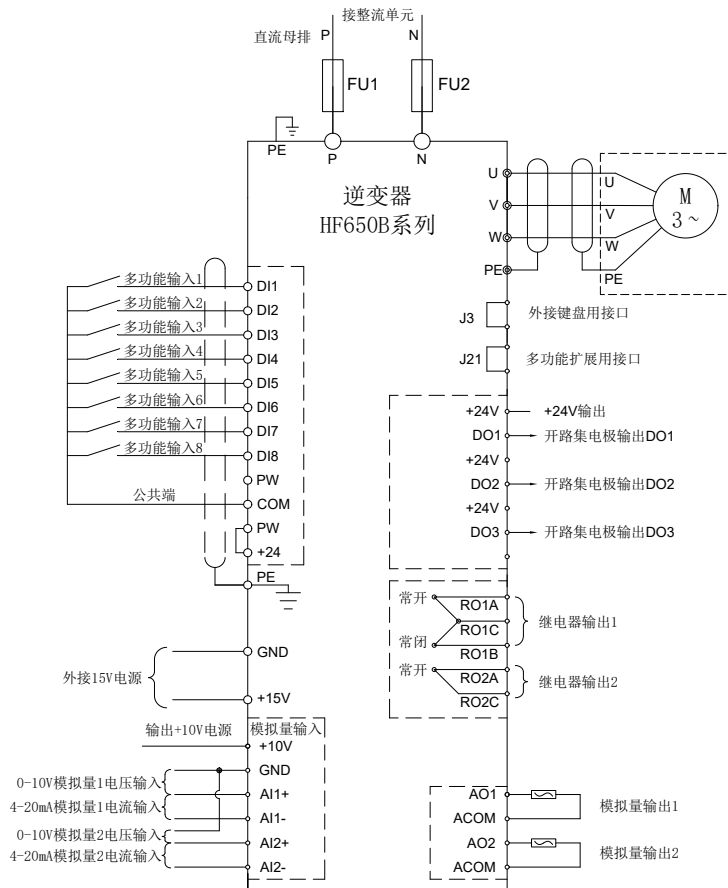 接整流单元
直流母排 P N
FU1 FU2
PE
P N
逆变器
HF650B系列
U
V
W
PE
U
V
W
PE
M
3～
J3 外接键盘用接口
J21 多功能扩展用接口
多功能输入1 DI1
多功能输入2 DI2
多功能输入3 DI3
多功能输入4 DI4
多功能输入5 DI5
多功能输入6 DI6
多功能输入7 DI7
多功能输入8 DI8
PW
公共端 COM
PW
+24
PE
+24V +24V输出
DO1 开路集电极输出DO1
+24V
DO2 开路集电极输出DO2
+24V
DO3 开路集电极输出DO3
常开 RO1A
RO1C 继电器输出1
常闭 RO1B
常开 RO2A
继电器输出2
RO2C
GND
外接15V电源
+15V
输出+10V电源 模拟量输入
+10V
GND
0-10V模拟量1电压输入
AI1+
4-20mA模拟量1电流输入
AI1-
0-10V模拟量2电压输入
AI2+
4-20mA模拟量2电流输入
AI2-
AO1
模拟量输出1
ACOM
AO2
模拟量输出2
ACOM